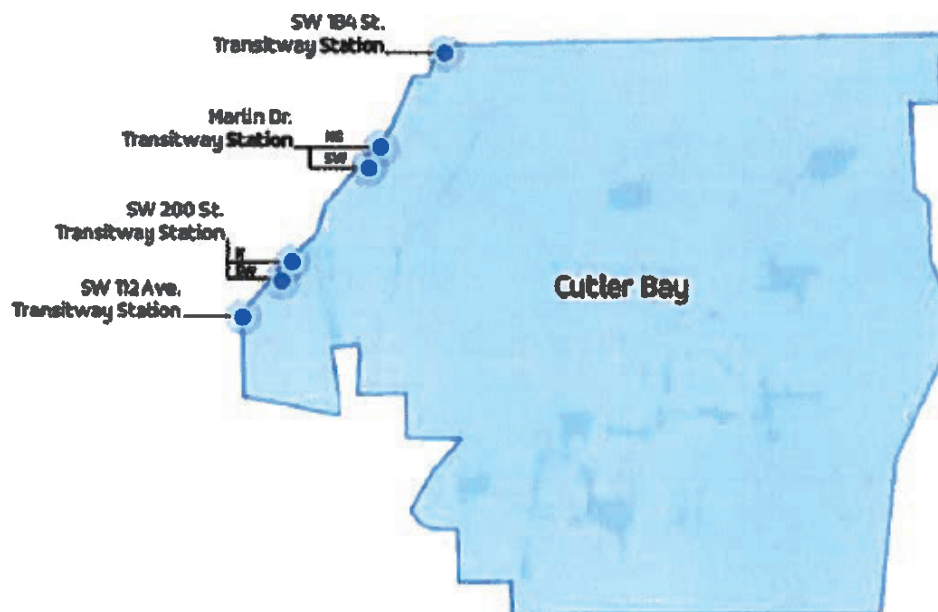 SW 184 St.
Transitway Station
Marlin Dr.
Transitway Station
NE
SW
SW 200 St.
Transitway Station
SW 112 Ave.
Transitway Station
Cutler Bay